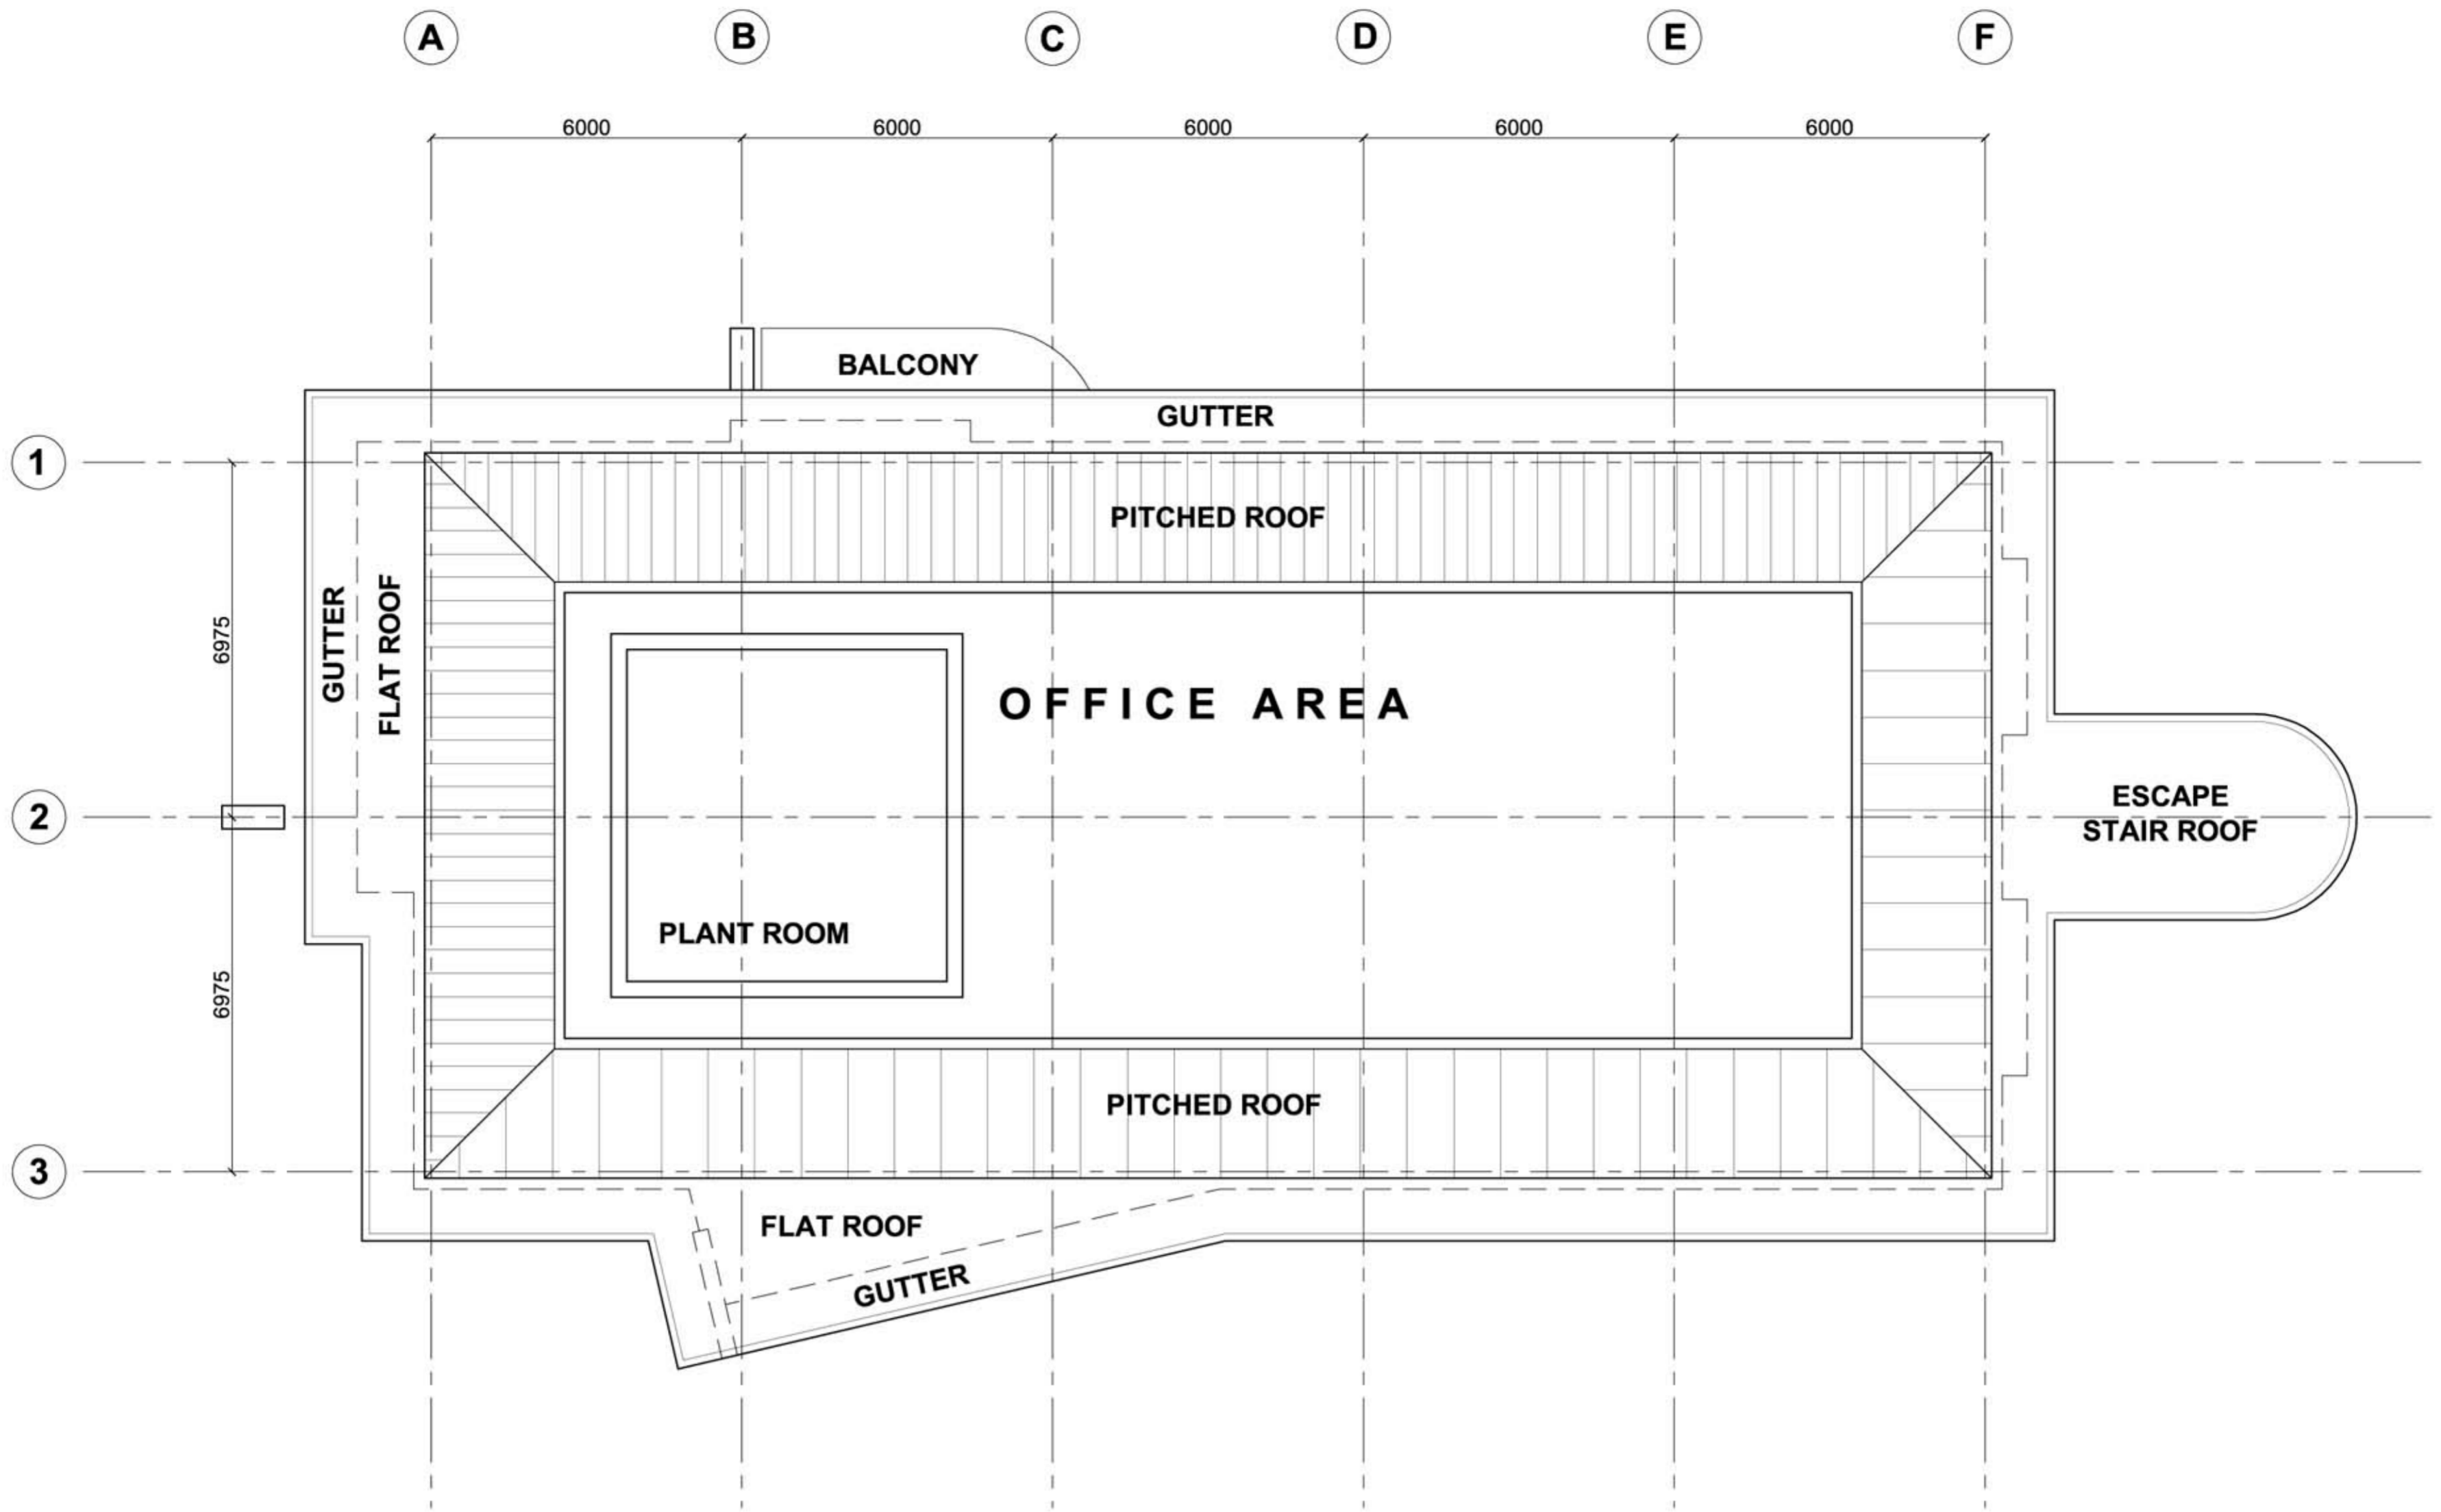 A
B
C
D
E
F
6000
6000
6000
6000
6000
BALCONY
GUTTER
1
PITCHED ROOF
GUTTER
FLAT ROOF
6975
OFFICE AREA
2
ESCAPE
STAIR ROOF
PLANT ROOM
6975
PITCHED ROOF
3
FLAT ROOF
GUTTER